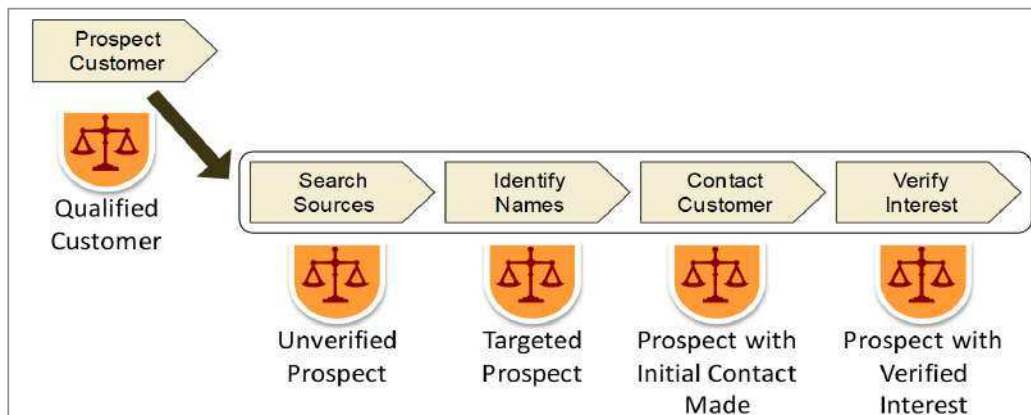 Prospect
Customer
Qualified
Customer
Search
Sources
Identify
Names
Contact
Customer
Verify
Interest
Unverified
Prospect
Targeted
Prospect
Prospect with
Initial Contact
Made
Prospect with
Verified
Interest